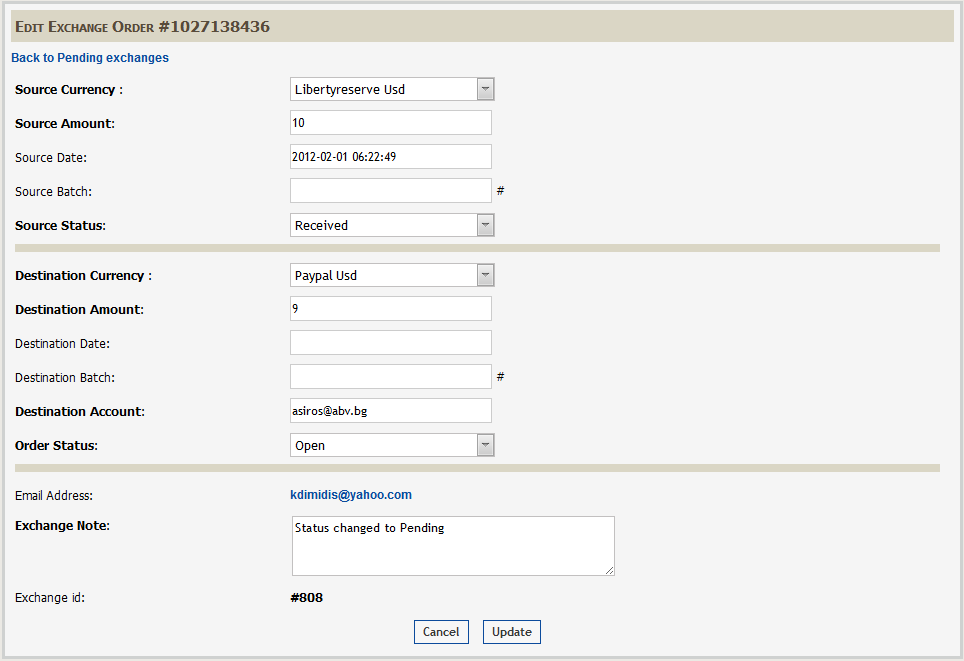 Edit Exchange Order #1027138436
Back to Pending exchanges
Source Currency : Libertyreserve Usd
Source Amount: 10
Source Date: 2012-02-01 06:22:49
Source Batch: #
Source Status: Received
Destination Currency : Paypal Usd
Destination Amount: 9
Destination Date:
Destination Batch: #
Destination Account: asiros@abv.bg
Order Status: Open
Email Address: kdimidis@yahoo.com
Exchange Note: Status changed to Pending
Exchange id: #808
Cancel Update